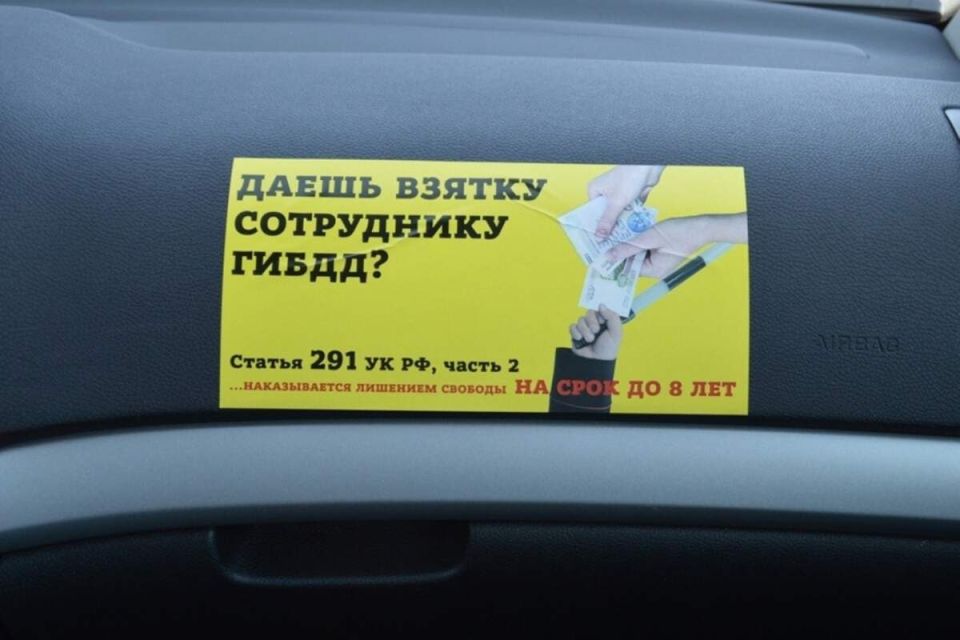 ДАЕШЬ ВЗЯТКУ
СОТРУДНИКУ
ГИБДД?
Статья 291 УК РФ, часть 2
...НАКАЗЫВАЕТСЯ ЛИШЕНИЕМ СВОБОДЫ НА СРОК ДО 8 ЛЕТ
AIRBAG